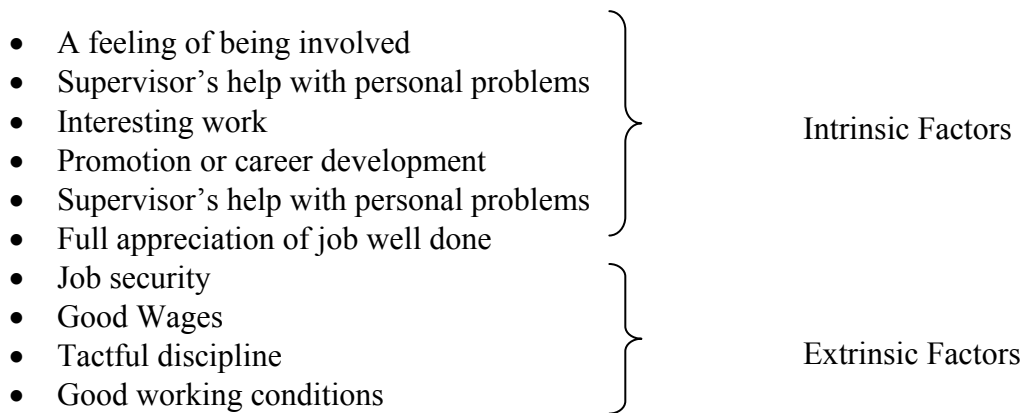 • A feeling of being involved
• Supervisor’s help with personal problems
• Interesting work
Intrinsic Factors
• Promotion or career development
• Supervisor’s help with personal problems
• Full appreciation of job well done
• Job security
• Good Wages
• Tactful discipline
Extrinsic Factors
• Good working conditions